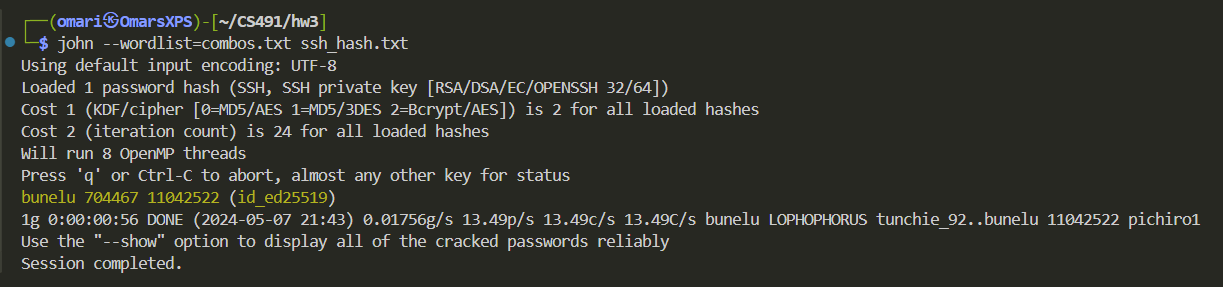 (omari㉿OmarsXPS)-[~/CS491/hw3]
$ john --wordlist=combos.txt ssh_hash.txt
Using default input encoding: UTF-8
Loaded 1 password hash (SSH, SSH private key [RSA/DSA/EC/OPENSSH 32/64])
Cost 1 (KDF/cipher [0=MD5/AES 1=MD5/3DES 2=Bcrypt/AES]) is 2 for all loaded hashes
Cost 2 (iteration count) is 24 for all loaded hashes
Will run 8 OpenMP threads
Press 'q' or Ctrl-C to abort, almost any other key for status
bunelu 704467 11042522 (id_ed25519)
1g 0:00:00:56 DONE (2024-05-07 21:43) 0.01756g/s 13.49p/s 13.49c/s 13.49C/s bunelu LOPHOPHORUS tunchie_92..bunelu 11042522 pichiro1
Use the "--show" option to display all of the cracked passwords reliably
Session completed.